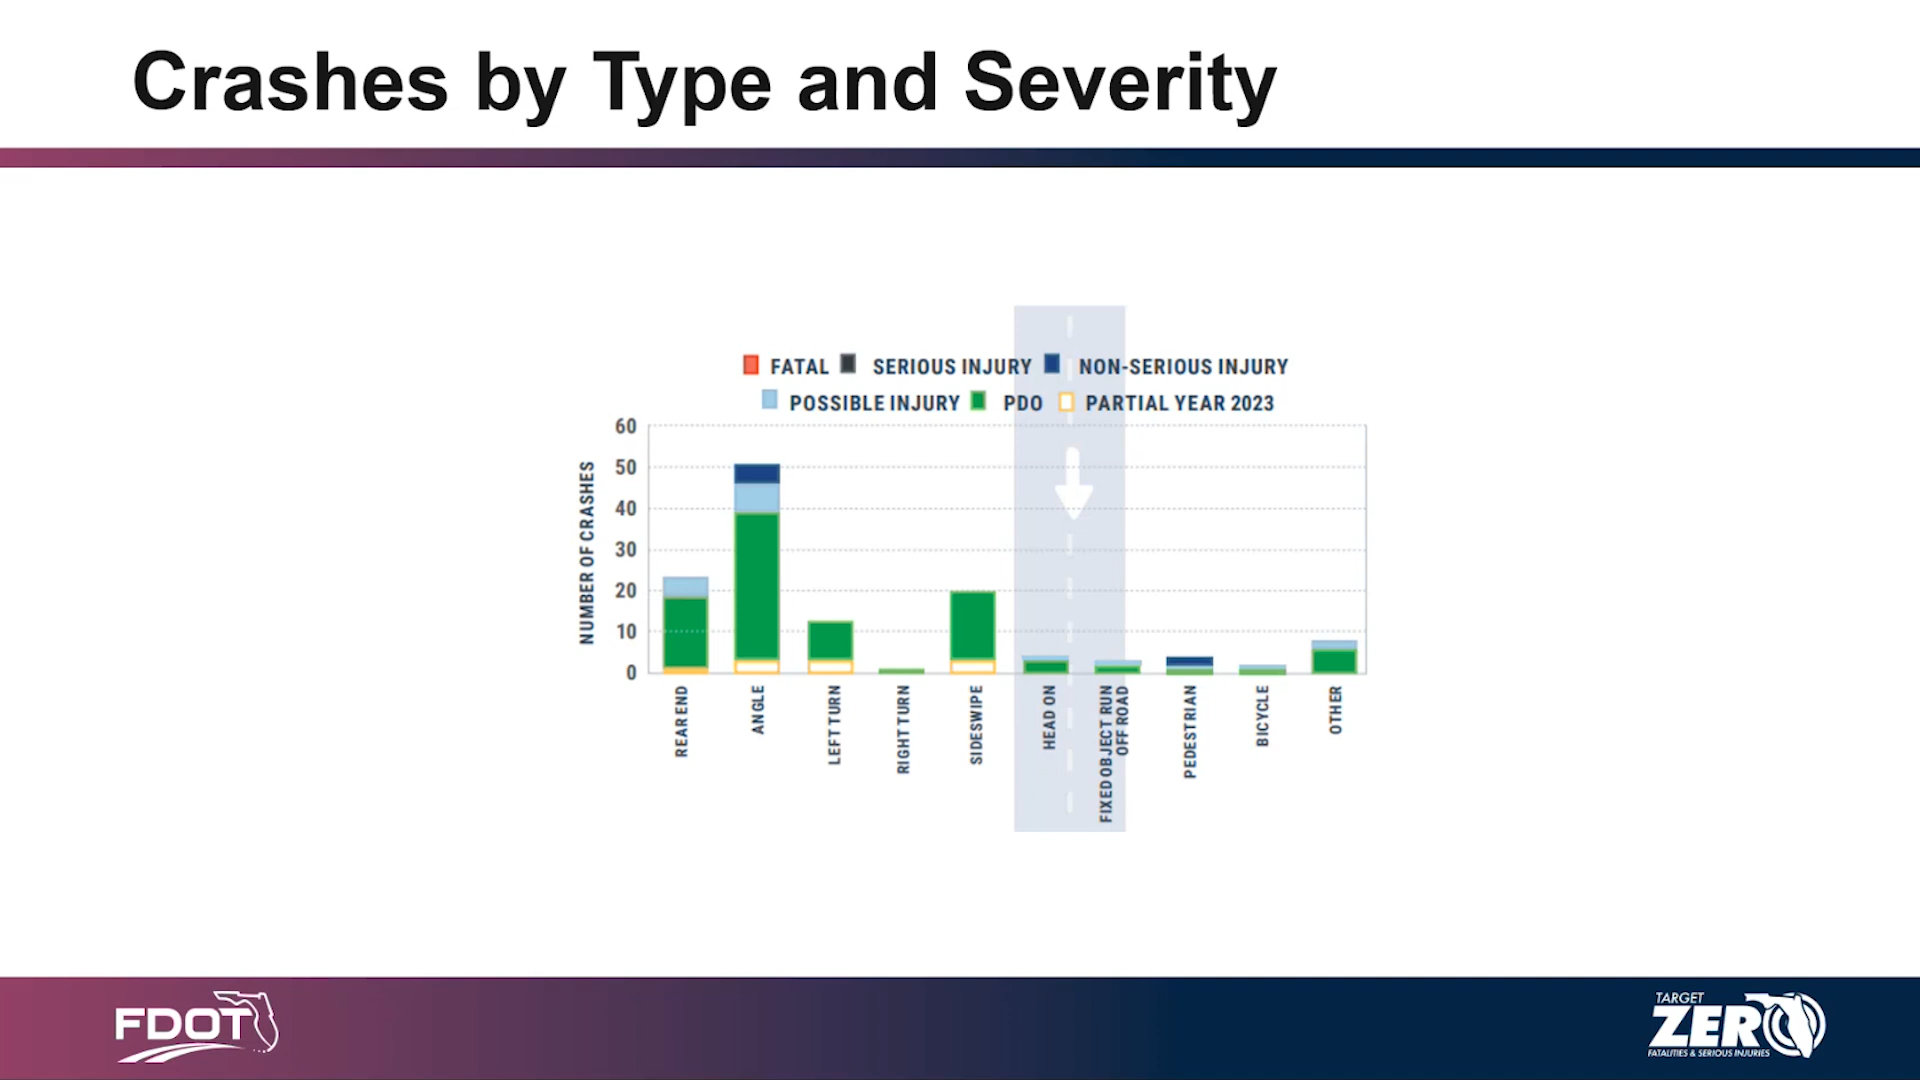 Crashes by Type and Severity
FATAL SERIOUS INJURY NON-SERIOUS INJURY
POSSIBLE INJURY PDO PARTIAL YEAR 2023
NUMBER OF CRASHES
60
50
40
30
20
10
0
REAR END
ANGLE
LEFT TURN
RIGHT TURN
SIDESWIPE
HEAD ON
FIXED OBJECT RUN
OFF ROAD
PEDESTRIAN
BICYCLE
OTHER
FDOT
TARGET
ZERO
FATALITIES & SERIOUS INJURIES